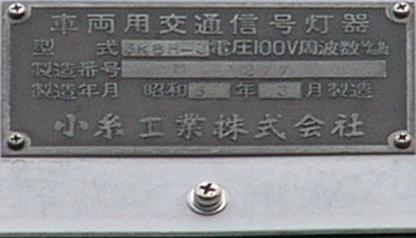 車両用交通信号灯器
型式 電圧100V周波数
製造番号
製造年月 昭和 年 月製造
小糸工業株式会社